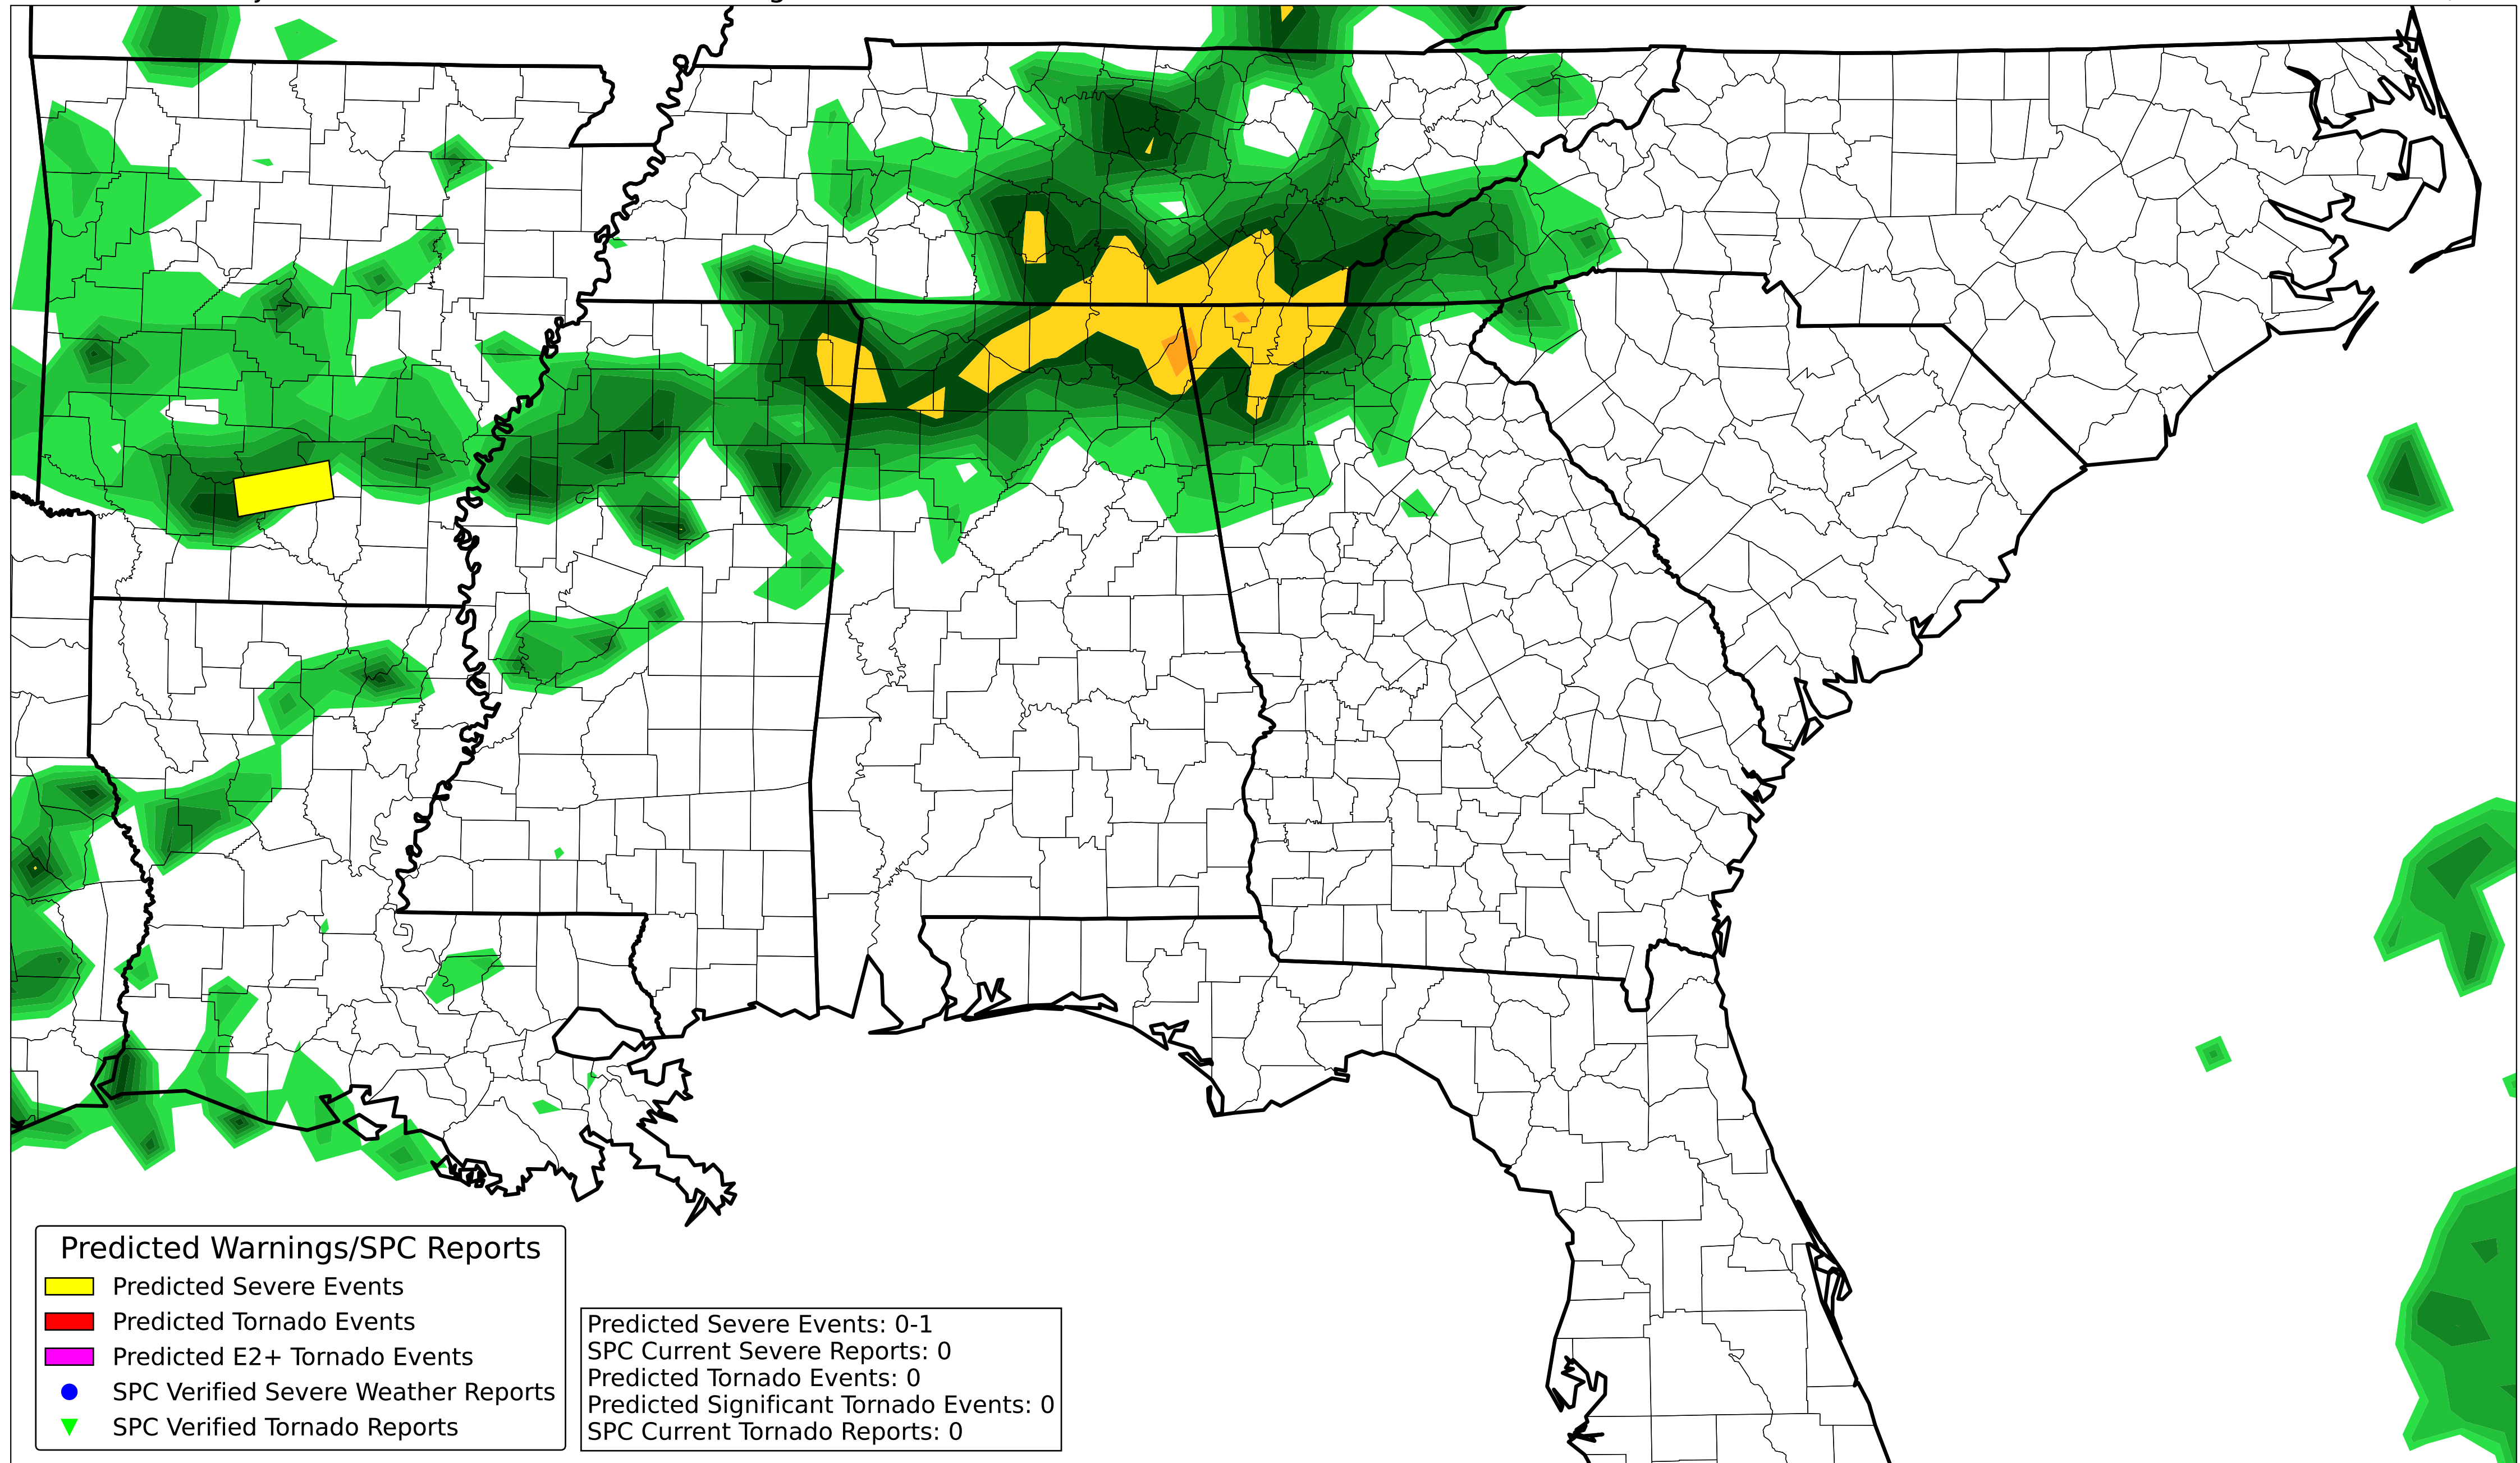 Predicted Warnings/SPC Reports
Predicted Severe Events
Predicted Tornado Events
Predicted E2+ Tornado Events
SPC Verified Severe Weather Reports
SPC Verified Tornado Reports
Predicted Severe Events: 0-1
SPC Current Severe Reports: 0
Predicted Tornado Events: 0
Predicted Significant Tornado Events: 0
SPC Current Tornado Reports: 0